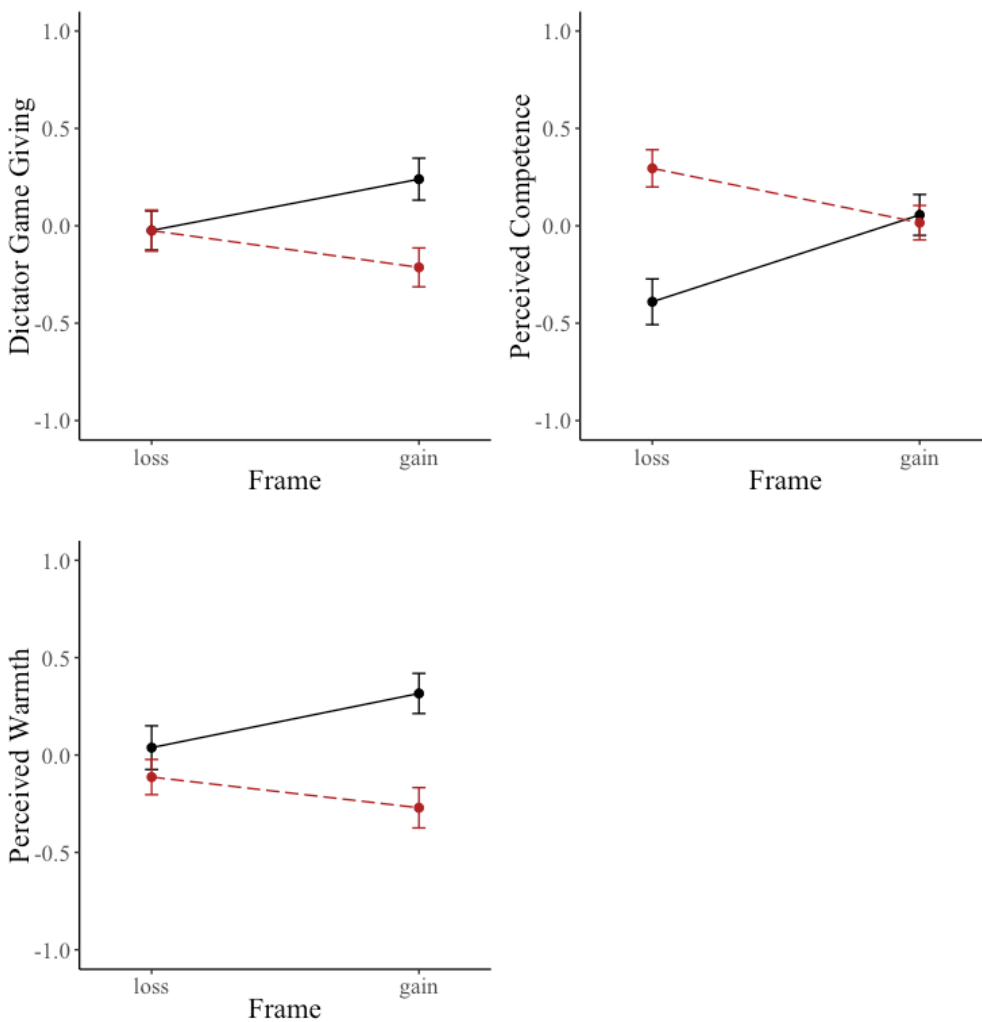 Dictator Game Giving
1.0
0.5
0.0
-0.5
-1.0
loss gain
Frame
Perceived Competence
1.0
0.5
0.0
-0.5
-1.0
loss gain
Frame
Perceived Warmth
1.0
0.5
0.0
-0.5
-1.0
loss gain
Frame